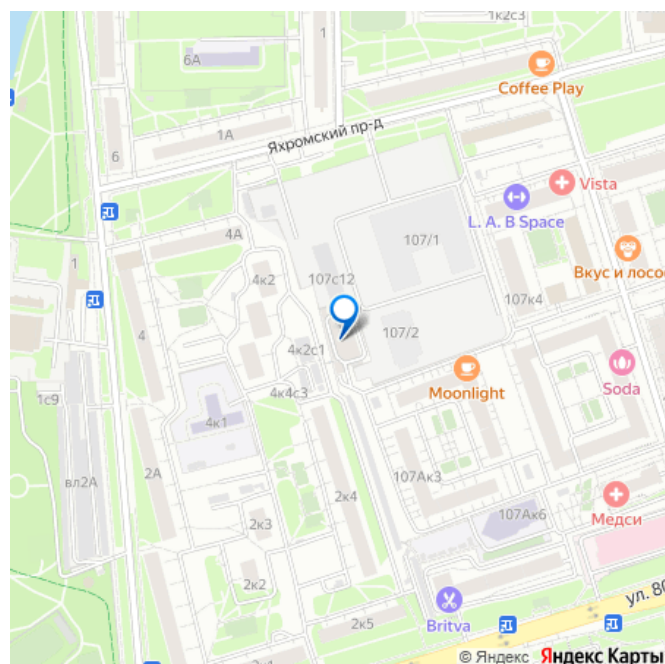 1к2с3
1
6А
Coffee Play
Яхромский пр-д
1А
6
Vista
L. A. B Space
4А
107/1
1
4к2
107с12
Вкус и лосо
107к4
4
107/2
4к2с1
Moonlight
Soda
1с9
4к4с3
4к1
2А
107Ак3
вл2А
2к4
107Ак6
Медси
2к3
2к2
Britva
ул. 80
2к5
2к1
© Яндекс Яндекс Карты